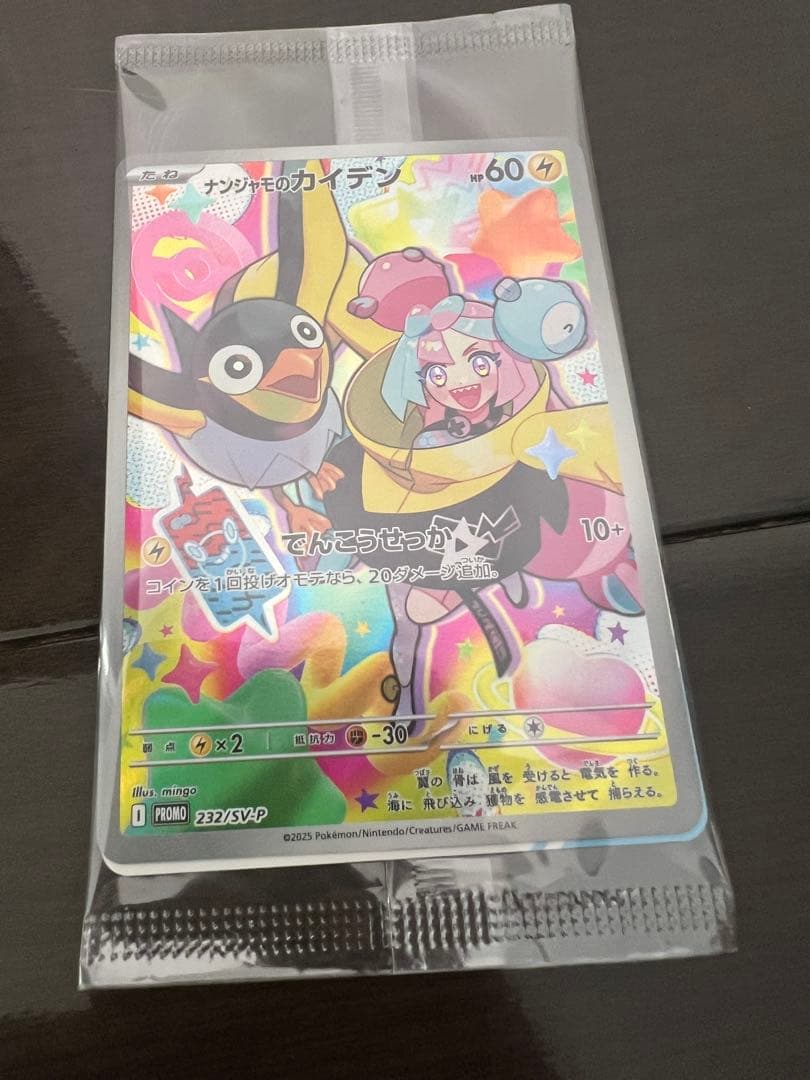 たね ナンジャモのカイデン HP60
でんこうせっか 10+
コインを1回投げオモテなら、20ダメージ追加。
弱点 ×2 抵抗力 -30 にげる
翼の骨は風を受けると電気を作る。
海に飛び込み獲物を感電させて捕らえる。
Illus. mingo
I PROMO 232/SV-P
©2025 Pokémon/Nintendo/Creatures/GAME FREAK